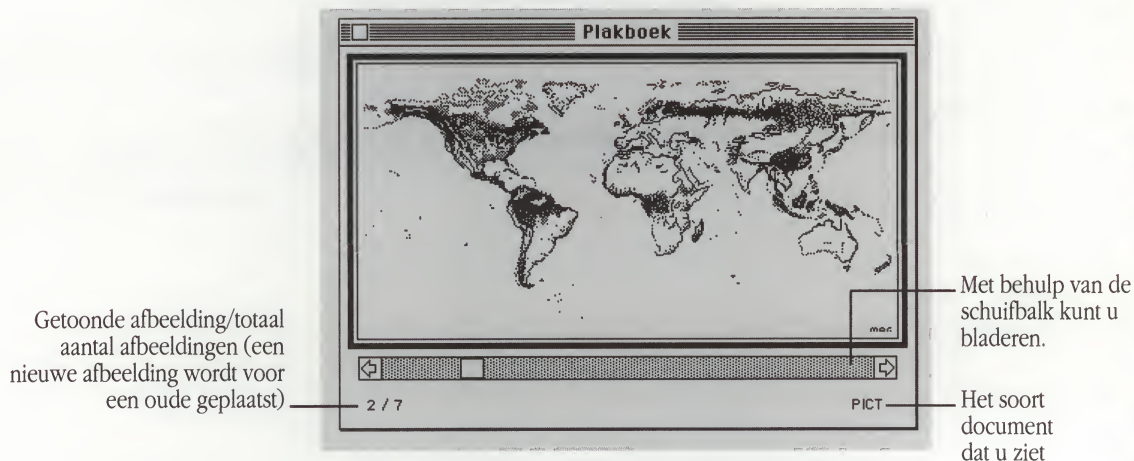 Plakboek
mac
Getoonde afbeelding/totaal
aantal afbeeldingen (een
nieuwe afbeelding wordt voor
een oude geplaatst)
2 / 7
PICT
Met behulp van de
schuifbalk kunt u
bladeren.
Het soort
document
dat u ziet